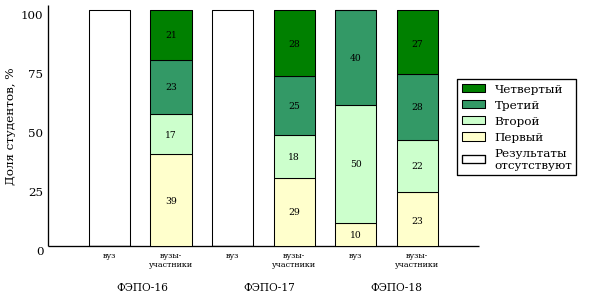 100
75
50
25
0
Доля студентов, %
21
23
17
39
28
25
18
29
40
50
10
27
28
22
23
вуз
вузы-
участники
вуз
вузы-
участники
вуз
вузы-
участники
ФЭПО-16
ФЭПО-17
ФЭПО-18
Четвертый
Третий
Второй
Первый
Результаты
отсутствуют